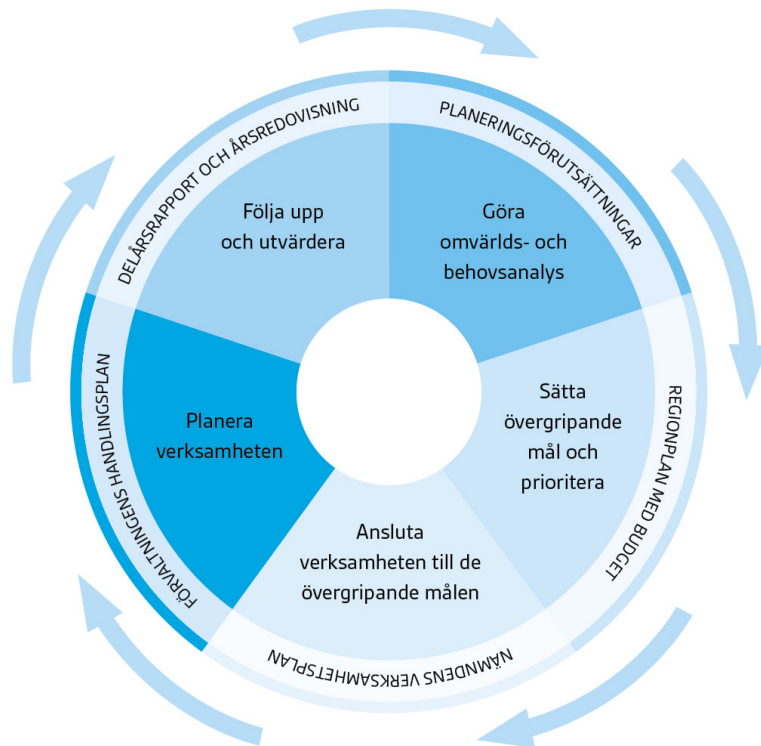 PLANERINGSFÖRUTSÄTTNINGAR
Göra
omvärlds- och
behovsanalys
REGIONPLAN MED BUDGET
Sätta
övergripande
mål och
prioritera
NÄMNDENS VERKSAMHETSPLAN
Ansluta
verksamheten till de
övergripande målen
FÖRVALTNINGENS HANDLINGSPLAN
Planera
verksamheten
DELÅRSRAPPORT OCH ÅRSREDOVISNING
Följa upp
och utvärdera